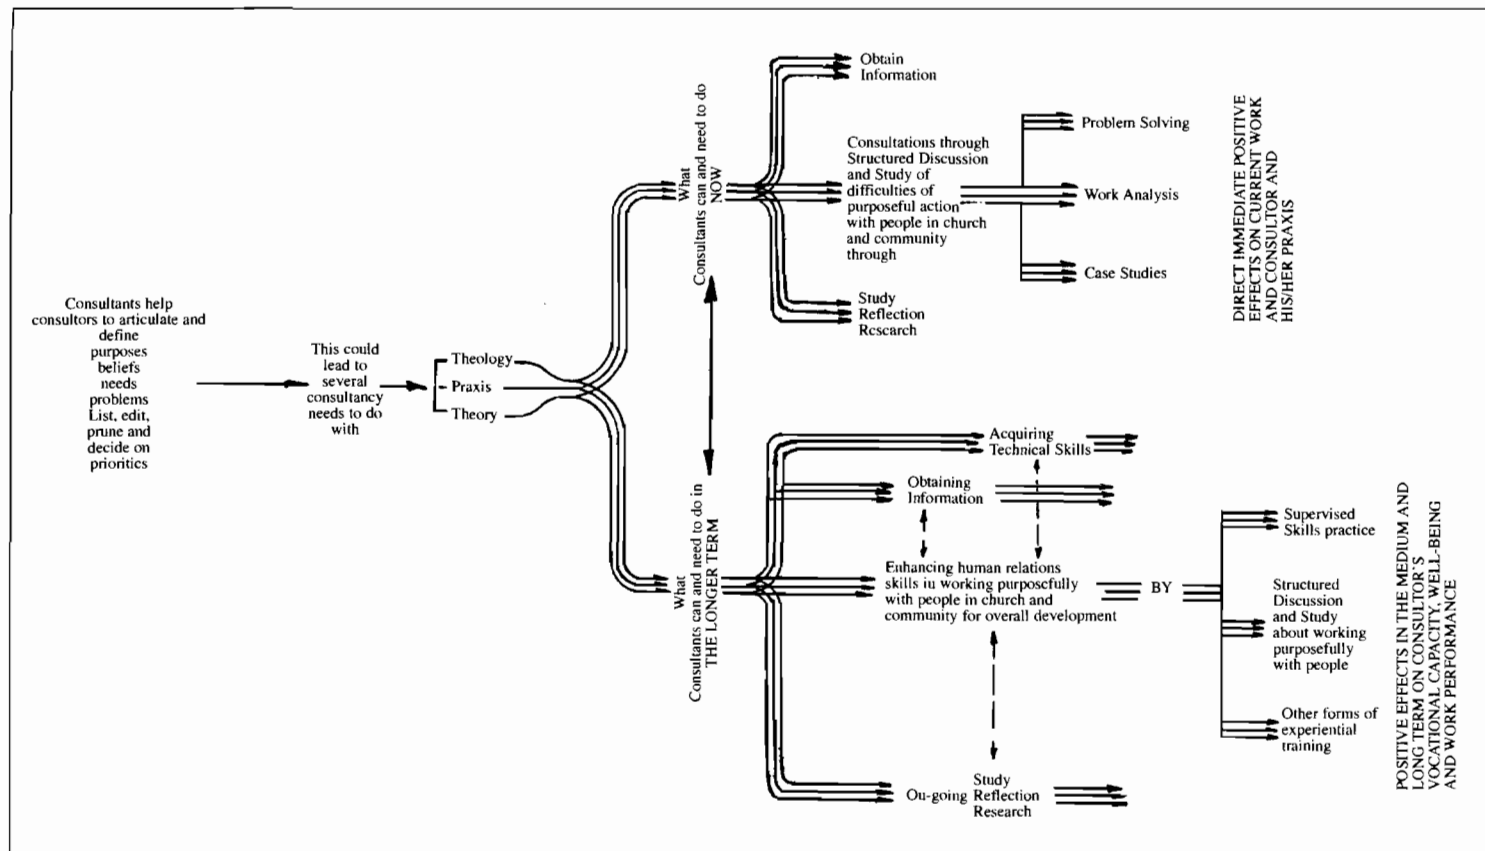 Consultants help
consultors to articulate and
define
purposes
beliefs
needs
problems
List, edit,
prune and
decide on
priorities
This could
lead to
several
consultancy
needs to do
with
Theology
Praxis
Theory
What
Consultants can and need to do
NOW
Obtain
Information
Consultations through
Structured Discussion
and Study of
difficulties of
purposeful action
with people in church
and community
through
Problem Solving
Work Analysis
Case Studies
Study
Reflection
Research
DIRECT IMMEDIATE POSITIVE
EFFECTS ON CURRENT WORK
AND CONSULTOR AND
HIS/HER PRAXIS
What
Consultants can and need to do in
THE LONGER TERM
Acquiring
Technical Skills
Obtaining
Information
Enhancing human relations
skills in working purposefully
with people in church and
community for overall development
BY
Supervised
Skills practice
Structured
Discussion
and Study
about working
purposefully
with people
Other forms of
experiential
training
On-going Study
Reflection
Research
POSITIVE EFFECTS IN THE MEDIUM AND
LONG TERM ON CONSULTOR'S
VOCATIONAL CAPACITY, WELL-BEING
AND WORK PERFORMANCE